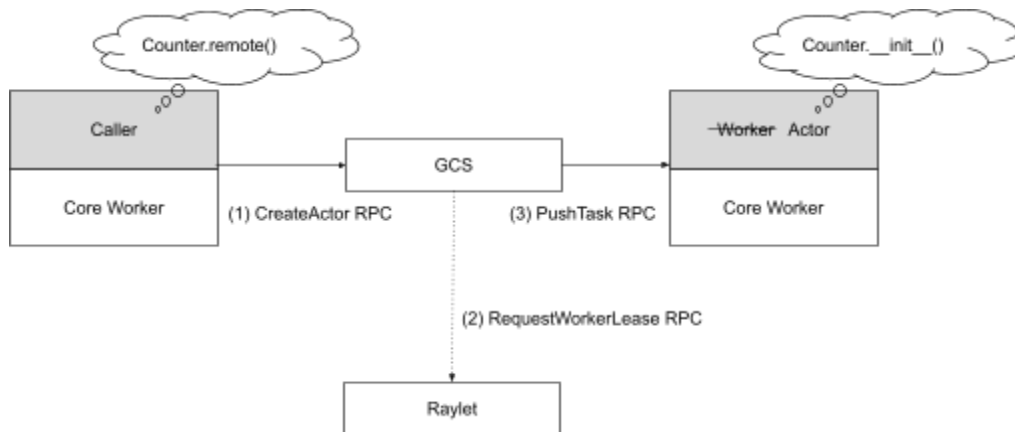 Counter.remote()
Counter.__init__()
Caller
Worker Actor
GCS
Core Worker
(1) CreateActor RPC
(3) PushTask RPC
Core Worker
(2) RequestWorkerLease RPC
Raylet